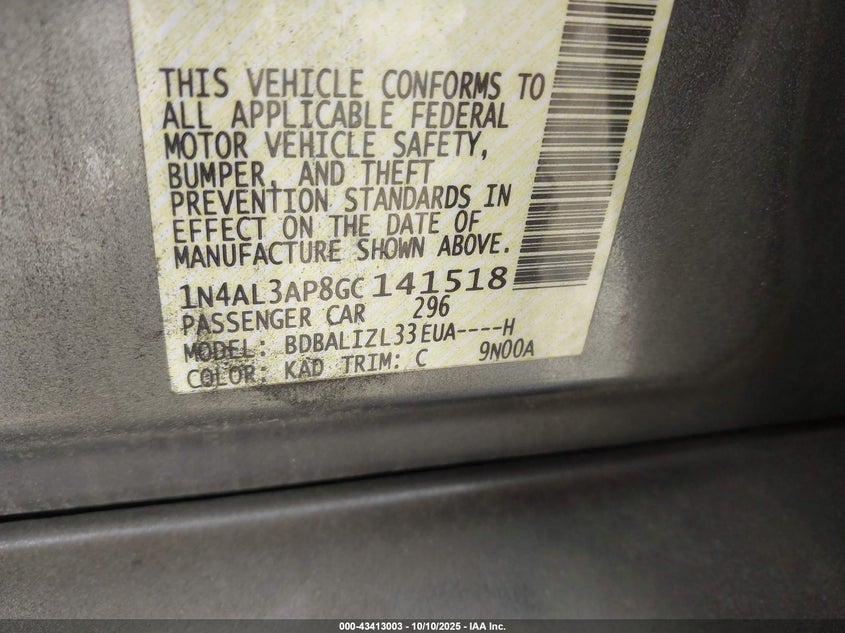 THIS VEHICLE CONFORMS TO
ALL APPLICABLE FEDERAL
MOTOR VEHICLE SAFETY,
BUMPER, AND THEFT
PREVENTION STANDARDS IN
EFFECT ON THE DATE OF
MANUFACTURE SHOWN ABOVE.
1N4AL3AP8GC141518
PASSENGER CAR 296
MODEL: BDBALIZL33EUA----H
COLOR: KAD TRIM: C 9N00A
000-43413003 - 10/10/2025 - IAA Inc.